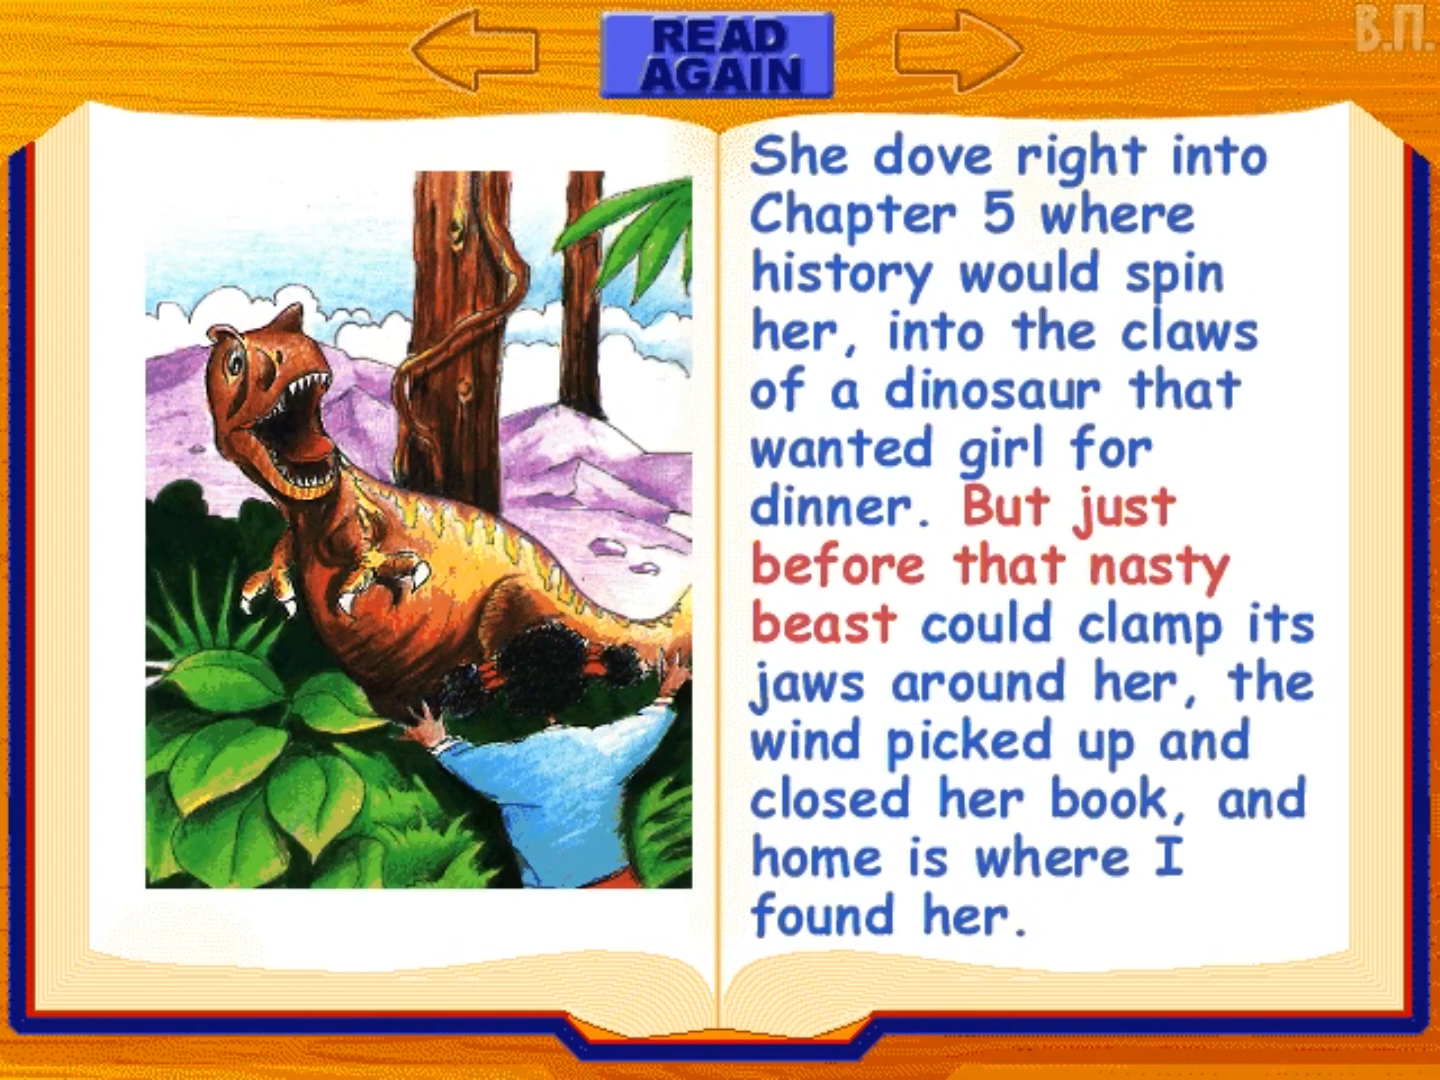 READ
AGAIN
В.П.
She dove right into
Chapter 5 where
history would spin
her, into the claws
of a dinosaur that
wanted girl for
dinner. But just
before that nasty
beast could clamp its
jaws around her, the
wind picked up and
closed her book, and
home is where I
found her.